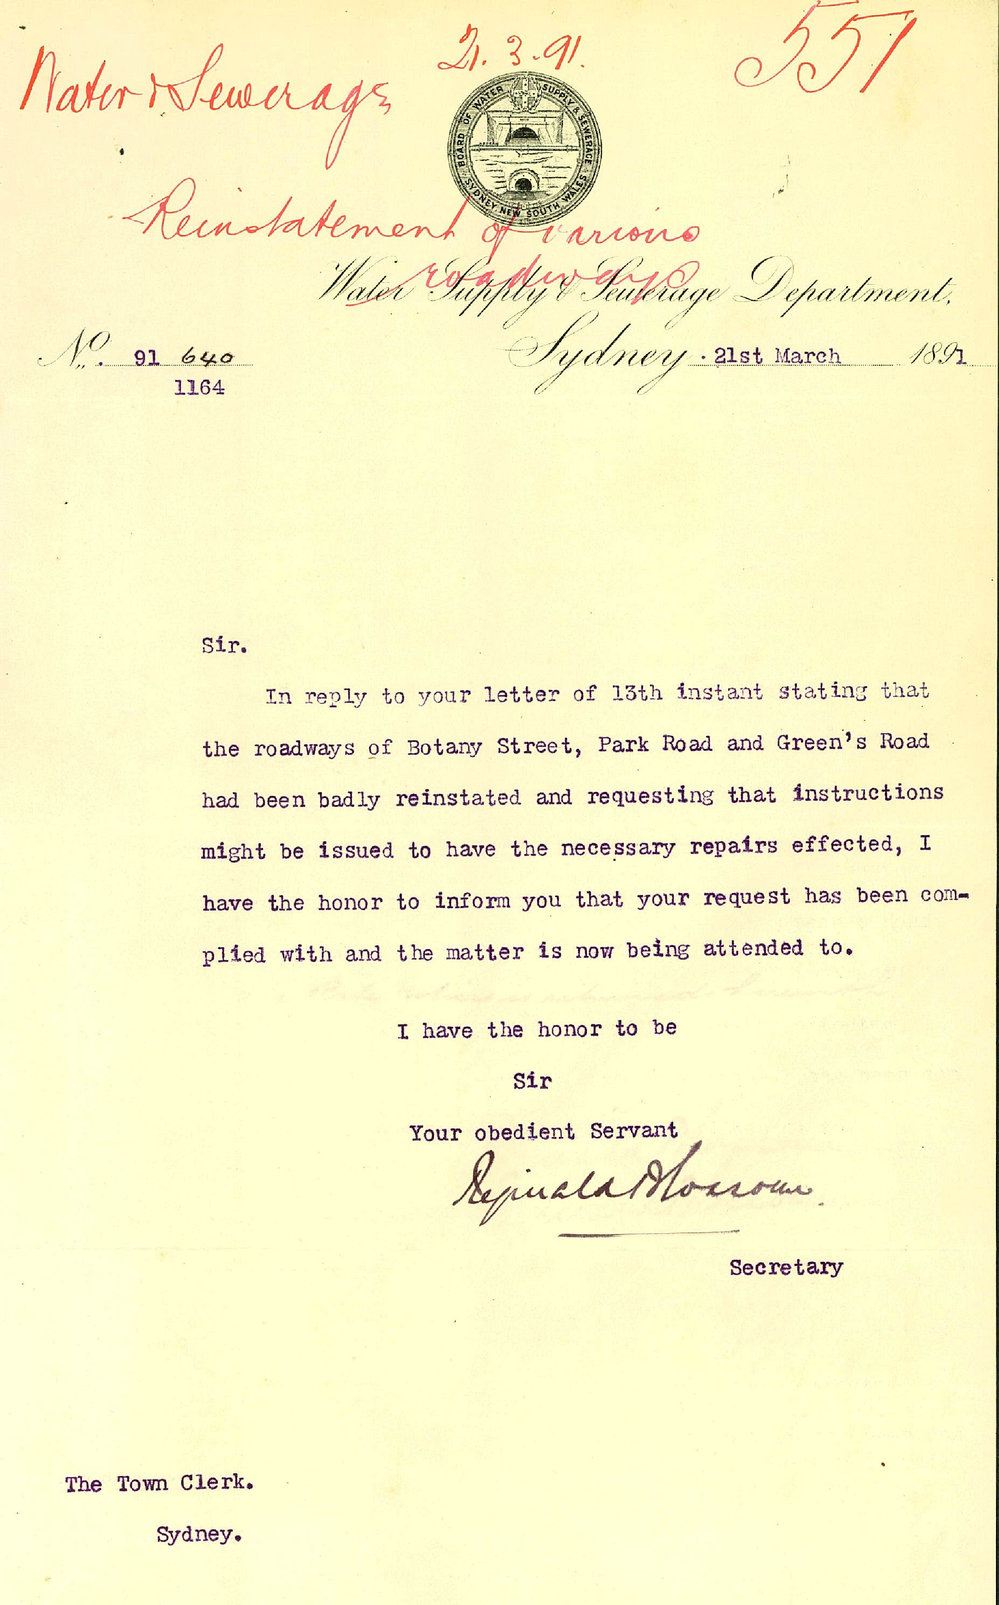 21.3.91.
551
Water & Sewerage
BOARD OF WATER SUPPLY & SEWERAGE
SYDNEY NEW SOUTH WALES
Reinstatement of various
roadways
Water Supply & Sewerage Department.
No. 91 640
1164
Sydney 21st March 1891
Sir.
In reply to your letter of 13th instant stating that
the roadways of Botany Street, Park Road and Green's Road
had been badly reinstated and requesting that instructions
might be issued to have the necessary repairs effected, I
have the honor to inform you that your request has been com-
plied with and the matter is now being attended to.
I have the honor to be
Sir
Your obedient Servant
Reginald
Secretary
The Town Clerk.
Sydney.